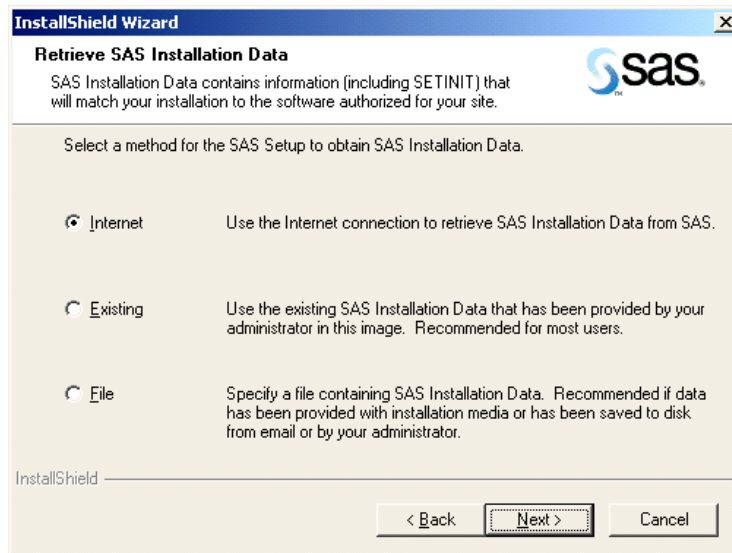 InstallShield Wizard
Retrieve SAS Installation Data
SAS Installation Data contains information (including SETINIT) that
will match your installation to the software authorized for your site.
sas.
TM
Select a method for the SAS Setup to obtain SAS Installation Data.
Internet
Use the Internet connection to retrieve SAS Installation Data from SAS.
Existing
Use the existing SAS Installation Data that has been provided by your
administrator in this image. Recommended for most users.
File
Specify a file containing SAS Installation Data. Recommended if data
has been provided with installation media or has been saved to disk
from email or by your administrator.
InstallShield
< Back
Next >
Cancel